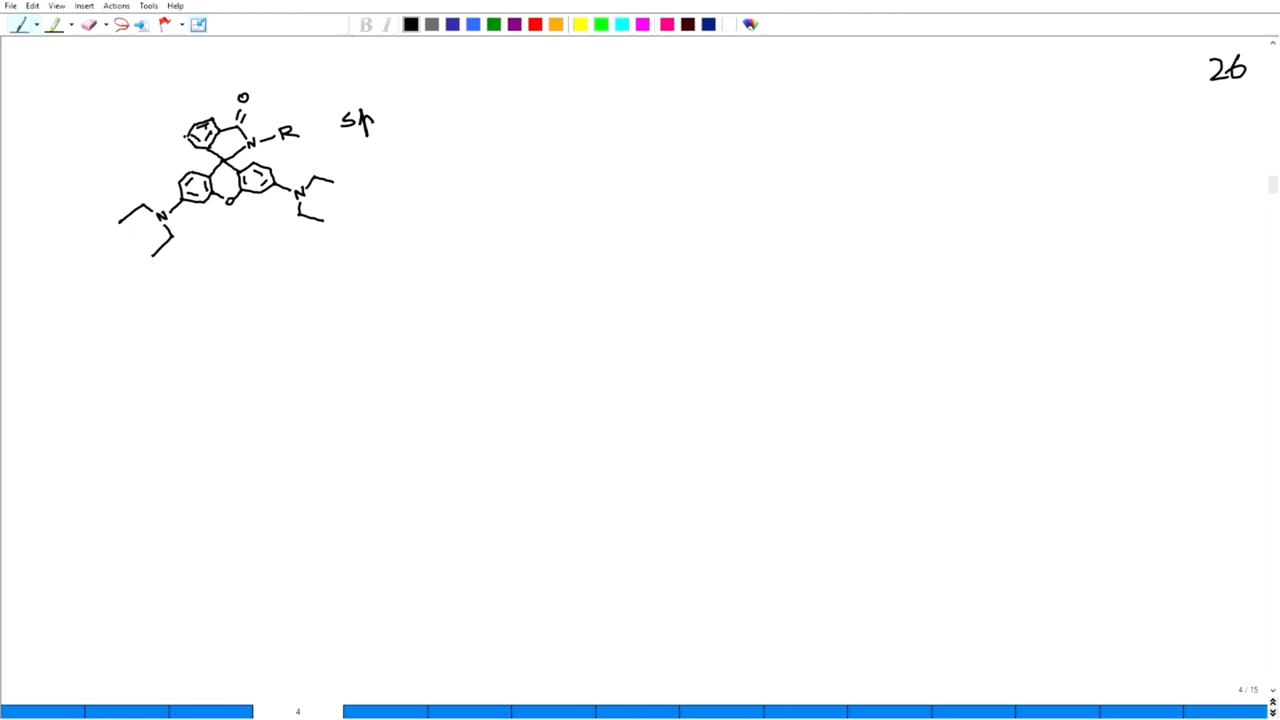 File Edit View Insert Actions Tools Help
B I
26
O
N-R
sp
N
O
N
4 / 15
4